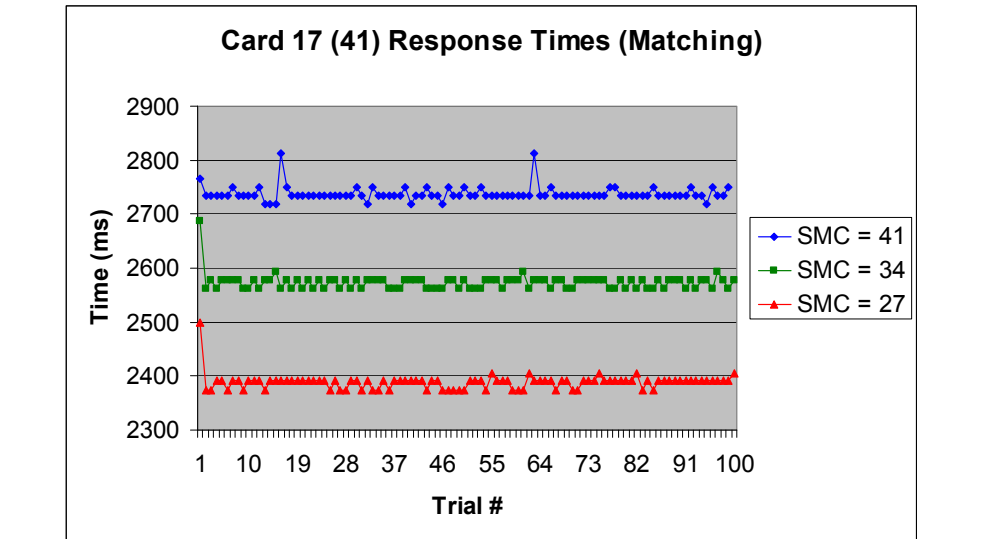 Card 17 (41) Response Times (Matching)
2900
2800
2700
2600
2500
2400
2300
Time (ms)
1 10 19 28 37 46 55 64 73 82 91 100
Trial #
SMC = 41
SMC = 34
SMC = 27